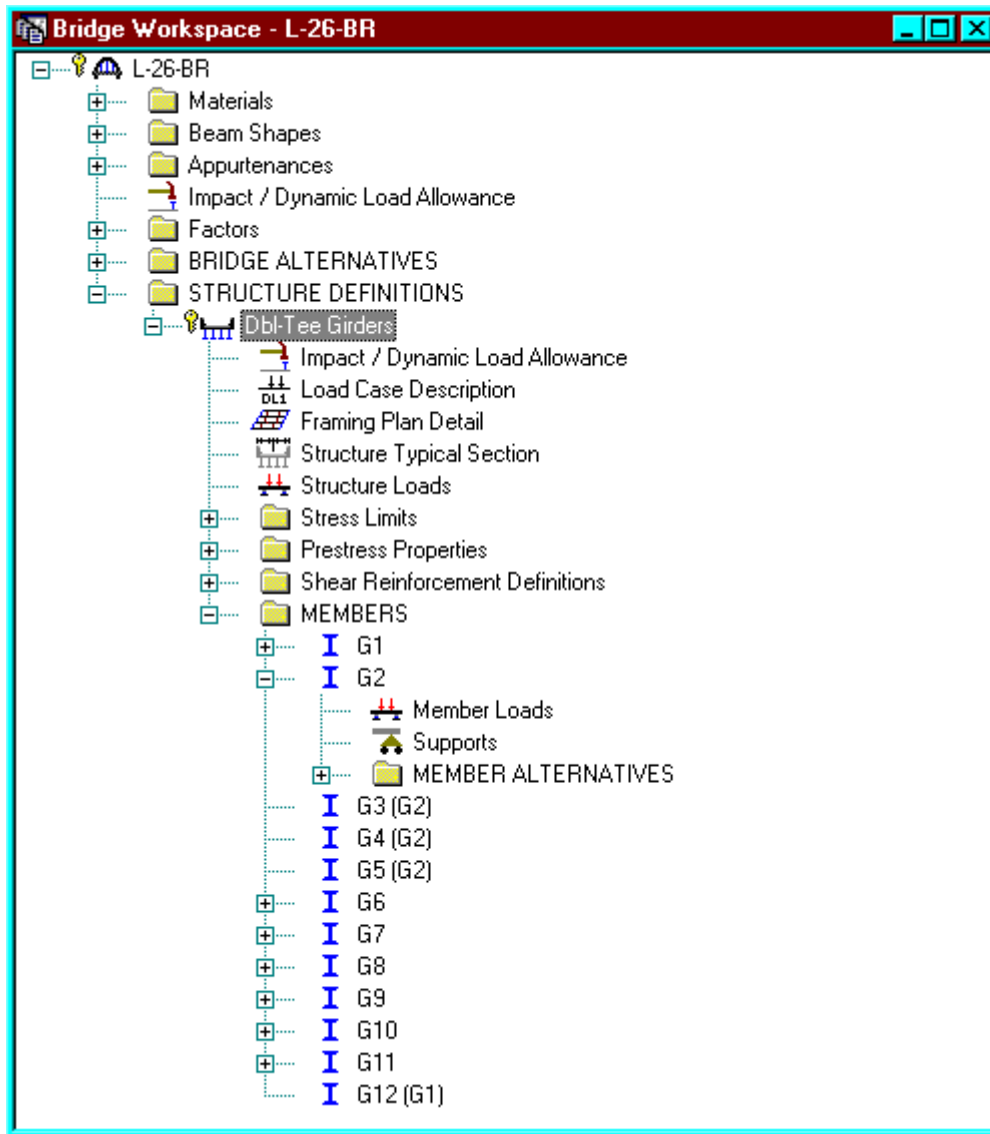 Bridge Workspace - L-26-BR
L-26-BR
Materials
Beam Shapes
Appurtenances
Impact / Dynamic Load Allowance
Factors
BRIDGE ALTERNATIVES
STRUCTURE DEFINITIONS
Dbl-Tee Girders
Impact / Dynamic Load Allowance
DL1 Load Case Description
Framing Plan Detail
Structure Typical Section
Structure Loads
Stress Limits
Prestress Properties
Shear Reinforcement Definitions
MEMBERS
G1
G2
Member Loads
Supports
MEMBER ALTERNATIVES
G3 (G2)
G4 (G2)
G5 (G2)
G6
G7
G8
G9
G10
G11
G12 (G1)